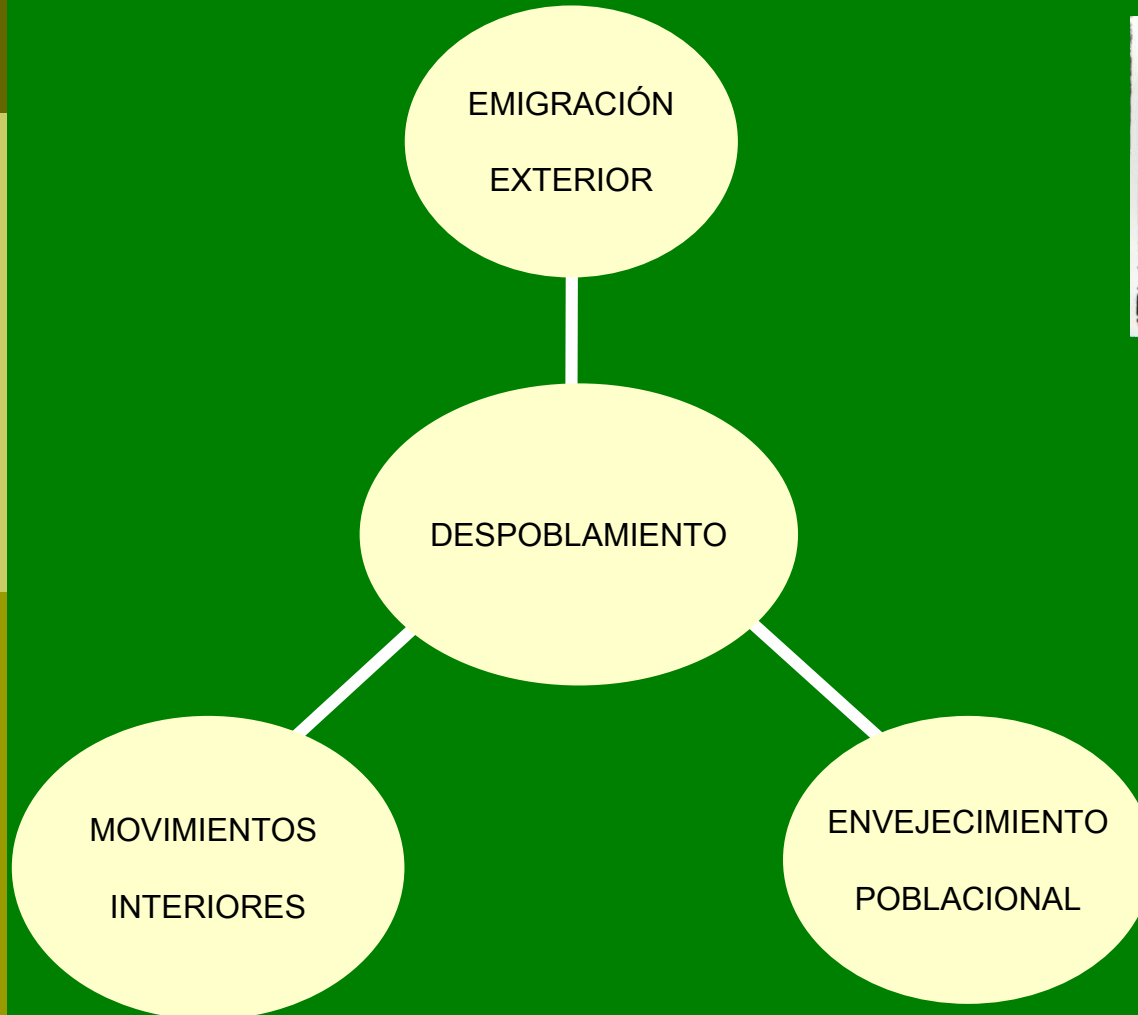 EMIGRACIÓN
EXTERIOR
DESPOBLAMIENTO
MOVIMIENTOS
INTERIORES
ENVEJECIMIENTO
POBLACIONAL